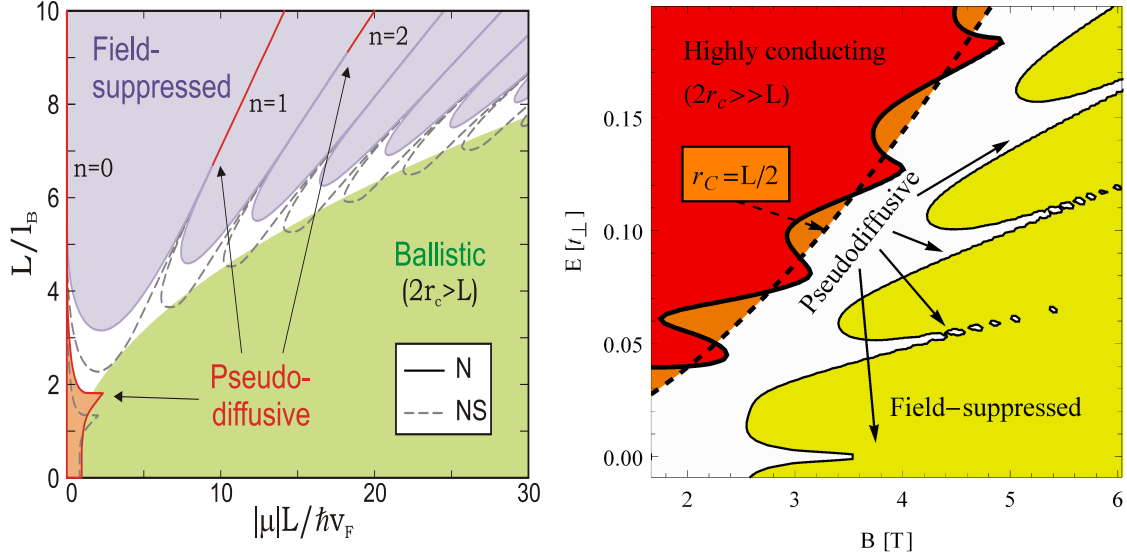 10
8
6
4
2
0
L/l_B
Field-
suppressed
n=0
n=1
n=2
Ballistic
(2r_c>L)
Pseudo-
diffusive
N
NS
0
10
20
30
|μ|L/ħv_F
Highly conducting
(2r_c>>L)
r_C=L/2
Pseudodiffusive
Field-suppressed
0.15
0.10
0.05
0.00
E [t_⊥]
2
3
4
5
6
B [T]